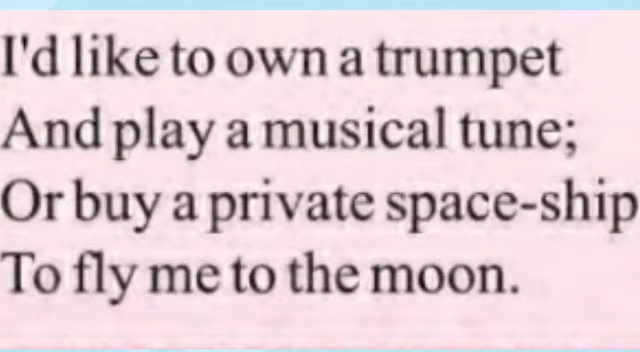 I'd like to own a trumpet
And play a musical tune;
Or buy a private space-ship
To fly me to the moon.